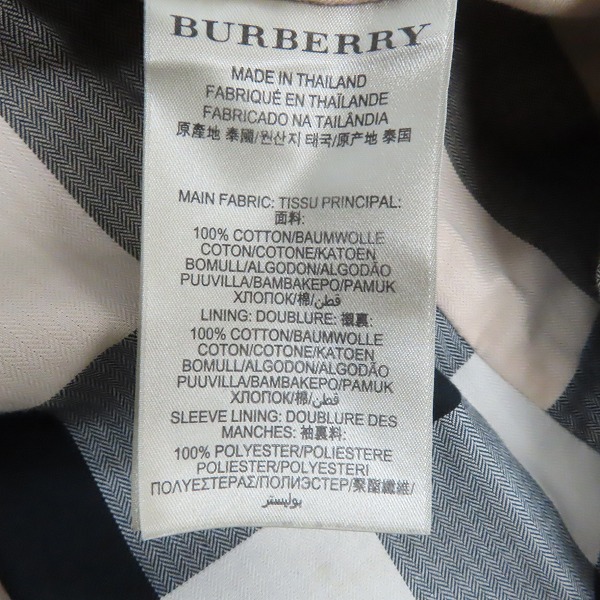 BURBERRY
MADE IN THAILAND
FABRIQUÉ EN THAÏLANDE
FABRICADO NA TAILÂNDIA
原產地 泰國/원산지 태국/原产地 泰国
MAIN FABRIC: TISSU PRINCIPAL:
面料:
100% COTTON/BAUMWOLLE
COTON/COTONE/KATOEN
BOMULL/ALGODON/ALGODÃO
PUUVILLA/BAMBAKEPO/PAMUK
ХЛОПОК/棉/قطن/
LINING: DOUBLURE: 襯裏:
100% COTTON/BAUMWOLLE
COTON/COTONE/KATOEN
BOMULL/ALGODON/ALGODÃO
PUUVILLA/BAMBAKEPO/PAMUK
ХЛОПОК/棉/قطن/
SLEEVE LINING: DOUBLURE DES
MANCHES: 袖裏料:
100% POLYESTER/POLIESTERE
POLIESTER/POLYESTERI
ΠΟΛΥΕΣΤΕΡΑΣ/ПОЛИЭСТЕР/聚酯纖維/
بوليستر/